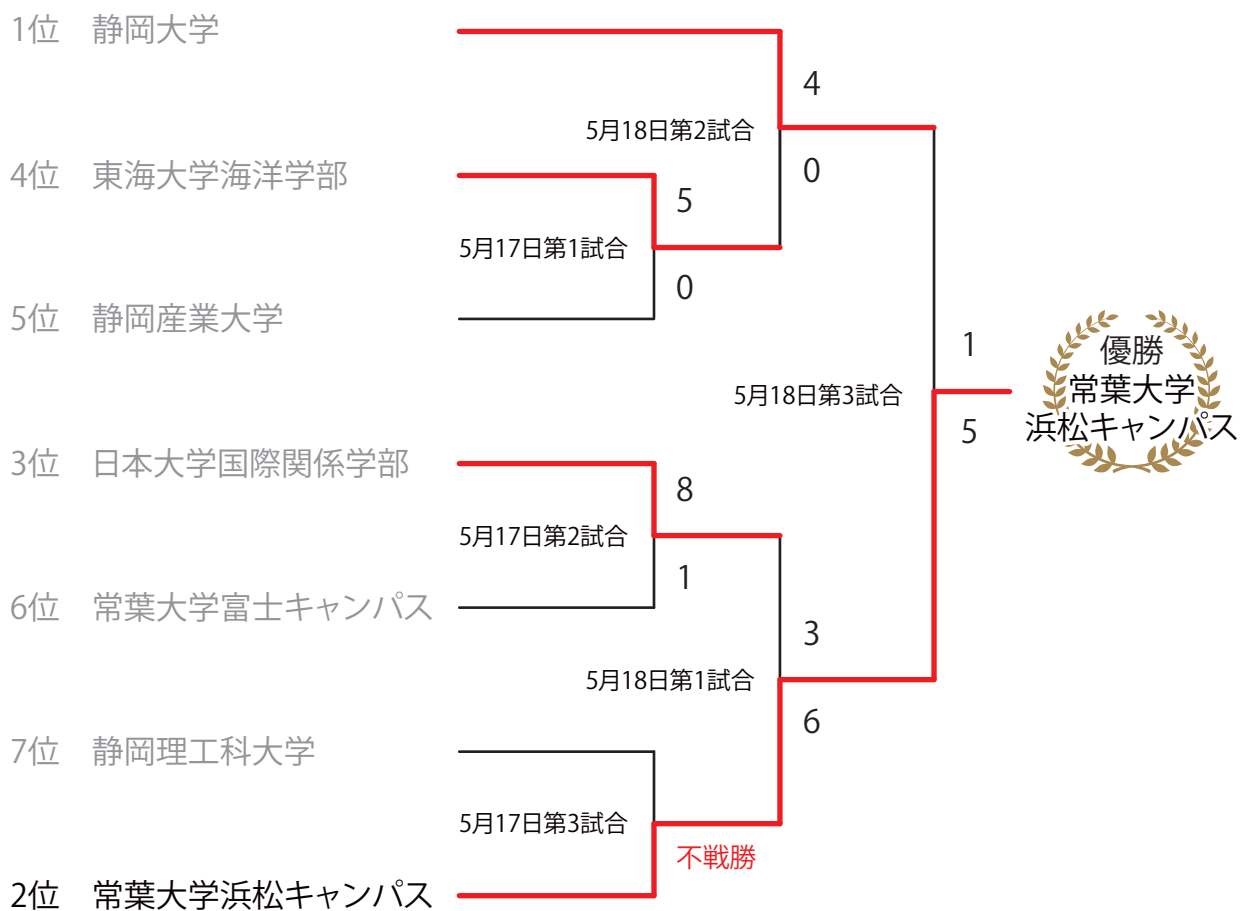 1位 静岡大学
4
5月18日第2試合
0
4位 東海大学海洋学部
5
5月17日第1試合
0
5位 静岡産業大学
1
5月18日第3試合
5
優勝
常葉大学
浜松キャンパス
3位 日本大学国際関係学部
8
5月17日第2試合
1
6位 常葉大学富士キャンパス
3
5月18日第1試合
6
7位 静岡理工科大学
5月17日第3試合
不戦勝
2位 常葉大学浜松キャンパス